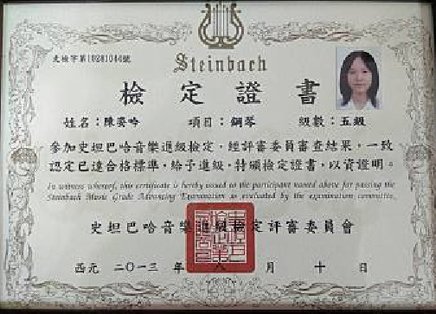 Steinbach
史檢字第10281044號
檢定證書
姓名：陳姿吟 項目：鋼琴 級數：五級
參加史坦巴哈音樂進級檢定，經評審委員審查結果，一致
認定已達合格標準，給予進級，特頒檢定證書，以資證明。
In witness whereof, this certificate is hereby issued to the participant named above for passing the
Steinbach Music Grade Advancing Examination as evaluated by the examination committe.
史坦巴哈音樂進級檢定評審委員會
西元 二〇一三 年 八 月 十 日